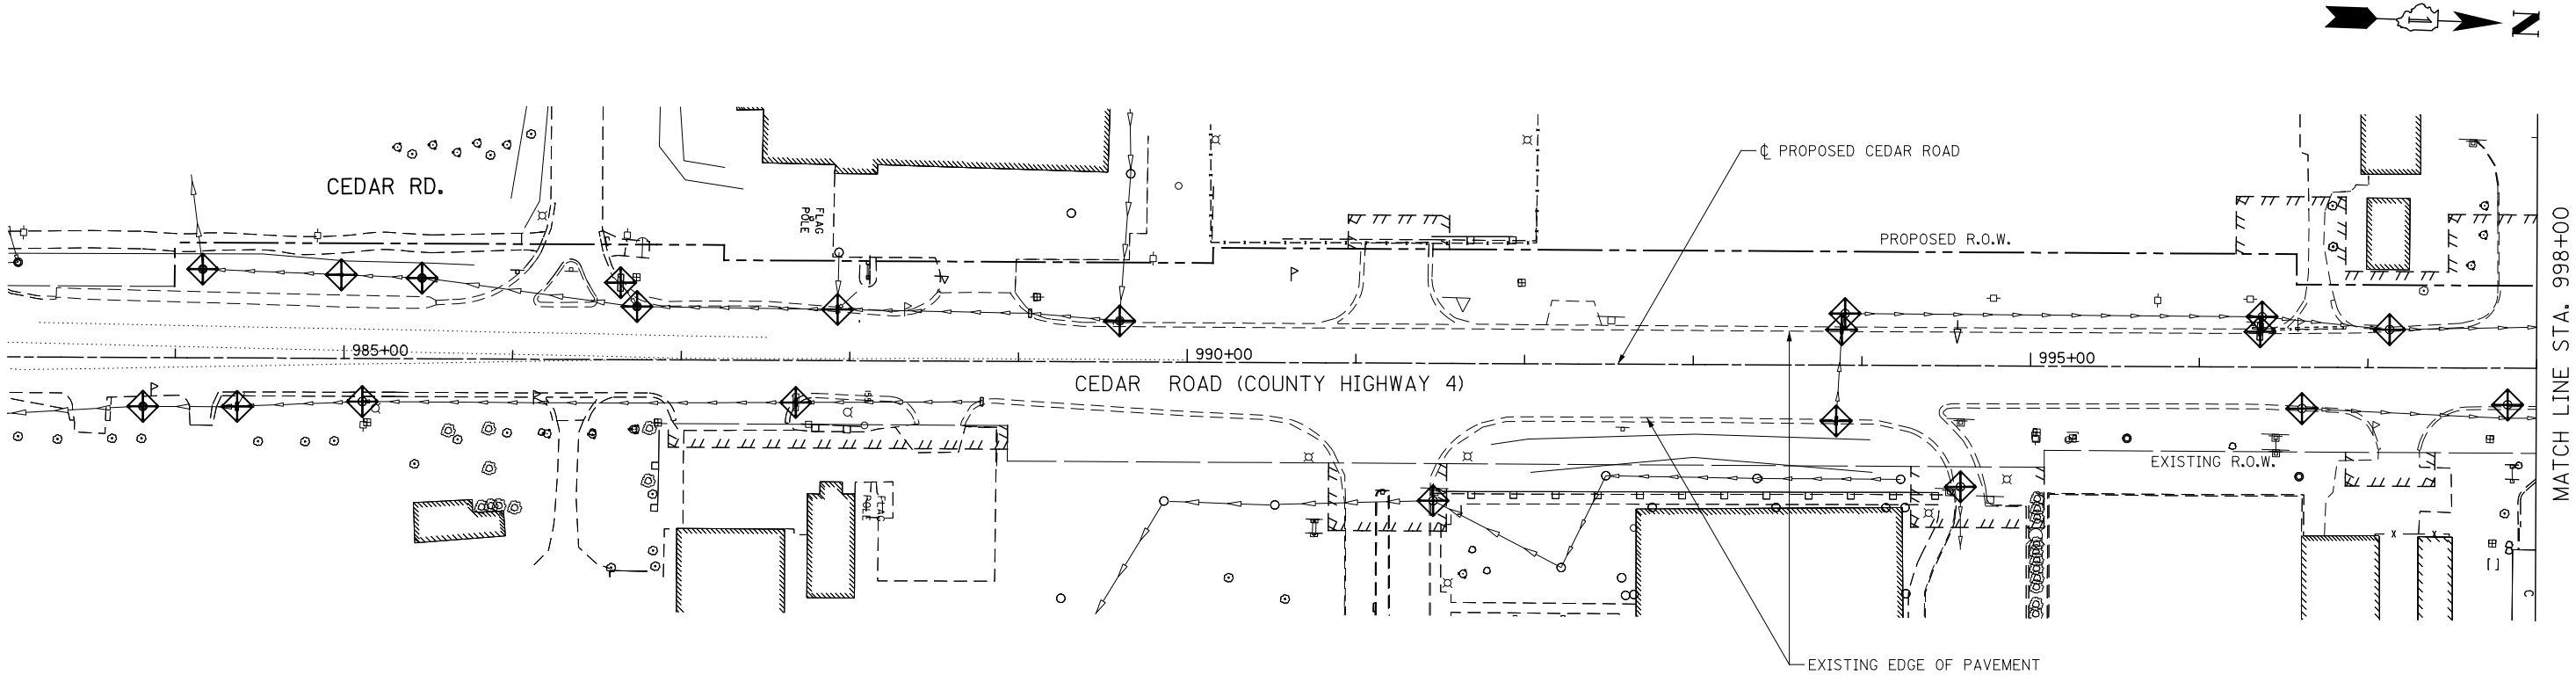 N
CEDAR RD.
FLAG
POLE
℄ PROPOSED CEDAR ROAD
PROPOSED R.O.W.
985+00
990+00
995+00
CEDAR ROAD (COUNTY HIGHWAY 4)
EXISTING R.O.W.
FLAG
POLE
C
EXISTING EDGE OF PAVEMENT
MATCH LINE STA. 998+00